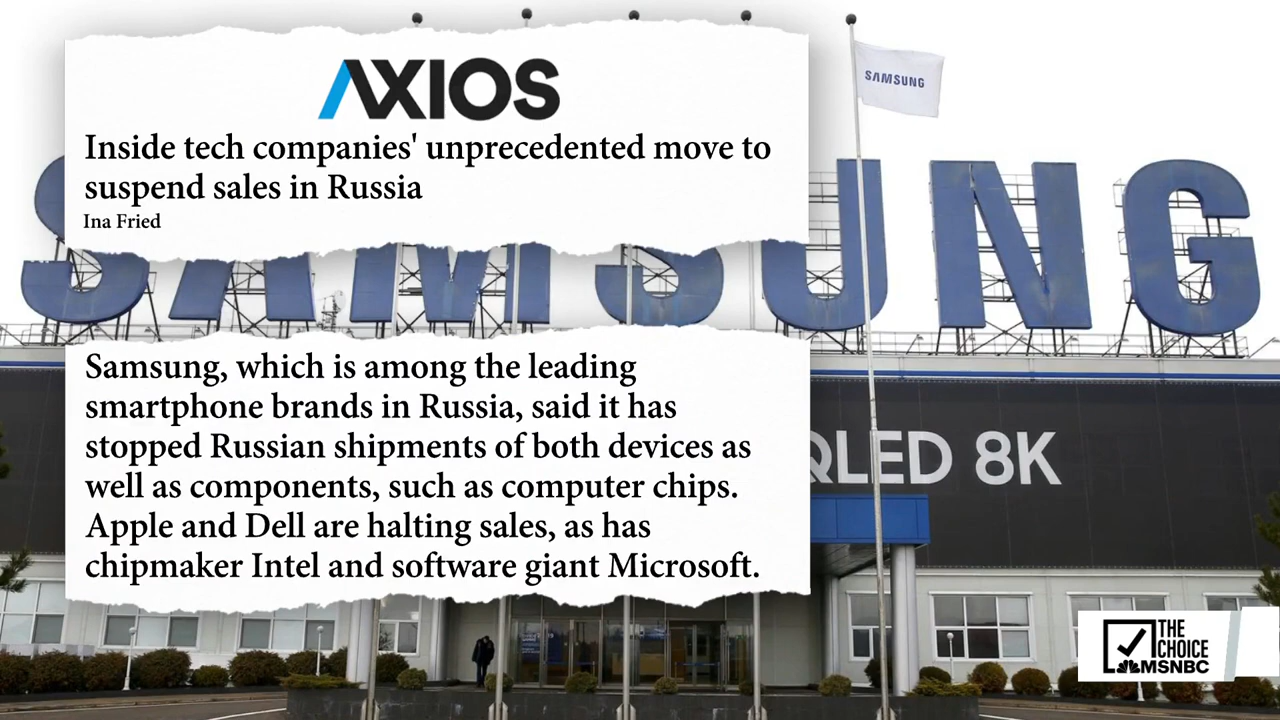 AXIOS
Inside tech companies' unprecedented move to
suspend sales in Russia
Ina Fried
SAMSUNG
SAMSUNG
Samsung, which is among the leading
smartphone brands in Russia, said it has
stopped Russian shipments of both devices as
well as components, such as computer chips.
Apple and Dell are halting sales, as has
chipmaker Intel and software giant Microsoft.
QLED 8K
THE
CHOICE
MSNBC